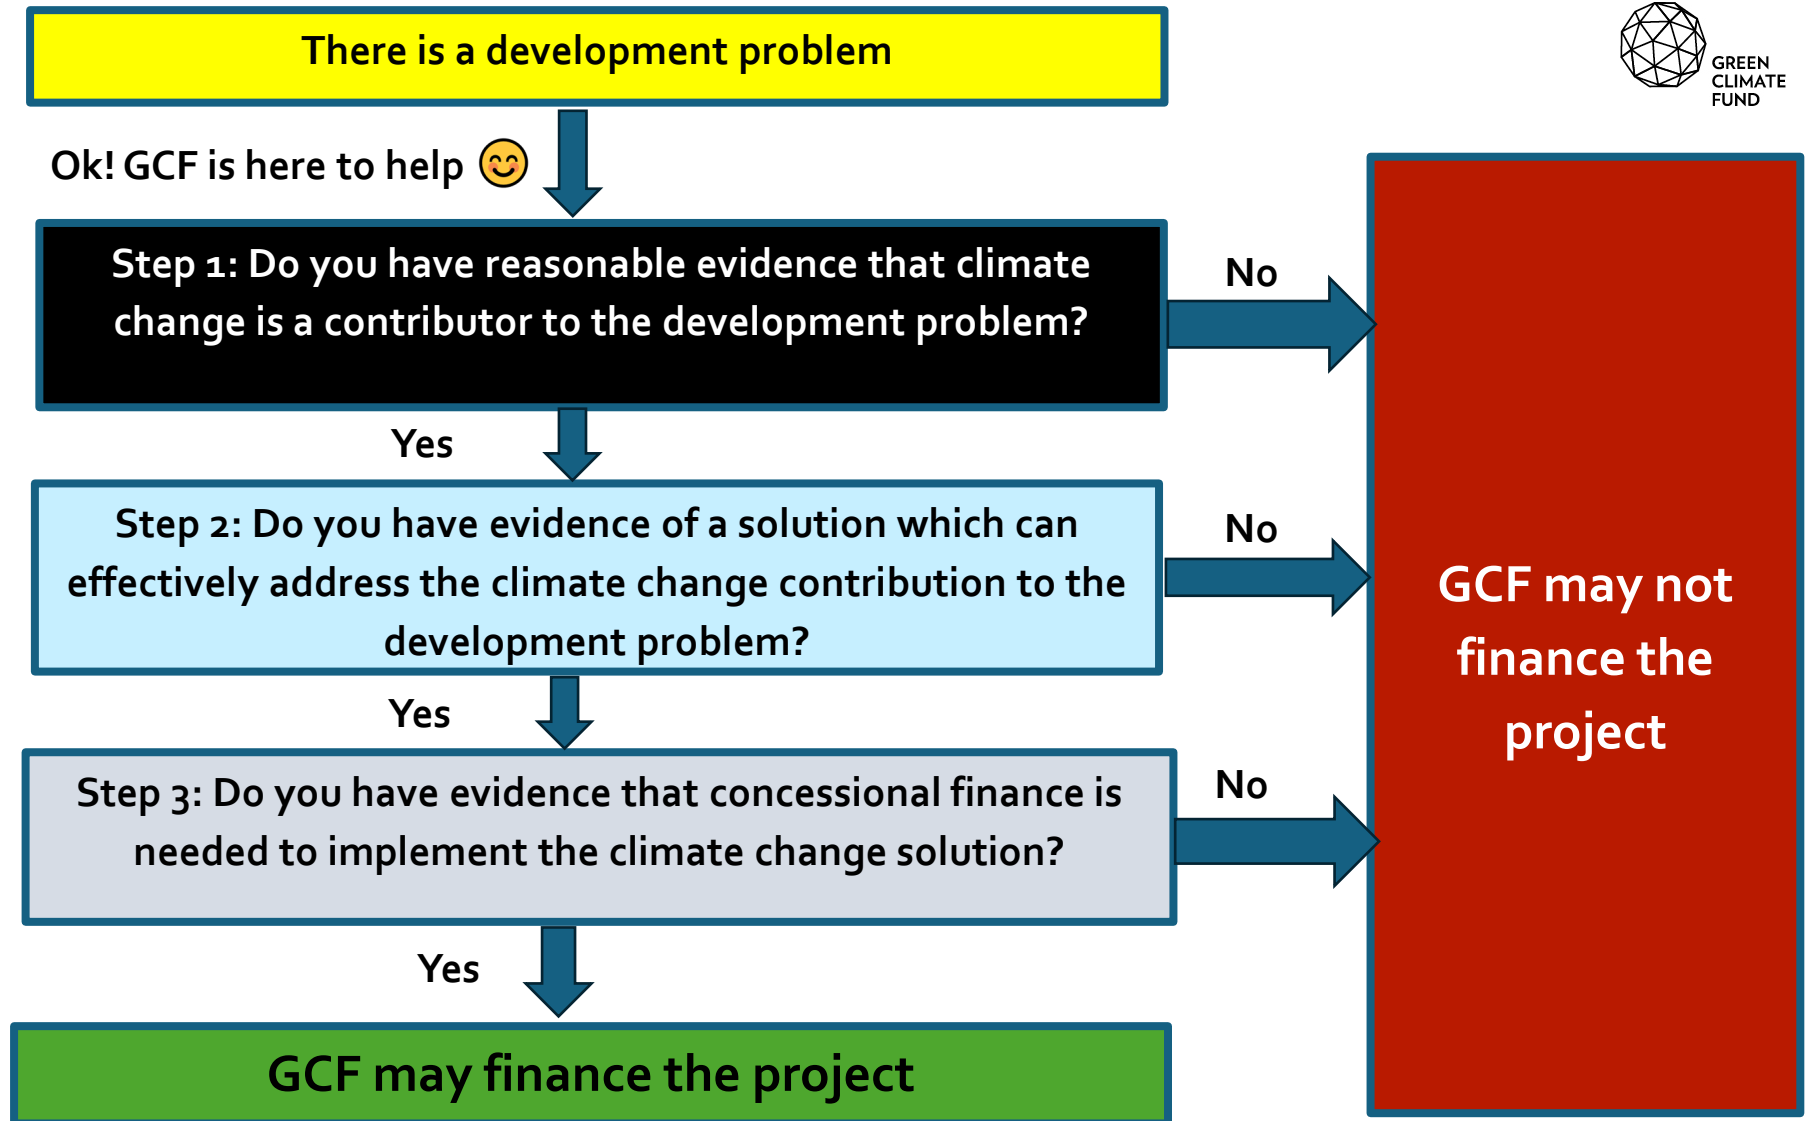 There is a development problem
GREEN
CLIMATE
FUND
Ok! GCF is here to help 😊
Step 1: Do you have reasonable evidence that climate
change is a contributor to the development problem?
No
Yes
Step 2: Do you have evidence of a solution which can
effectively address the climate change contribution to the
development problem?
No
Yes
Step 3: Do you have evidence that concessional finance is
needed to implement the climate change solution?
No
Yes
GCF may finance the project
GCF may not
finance the
project